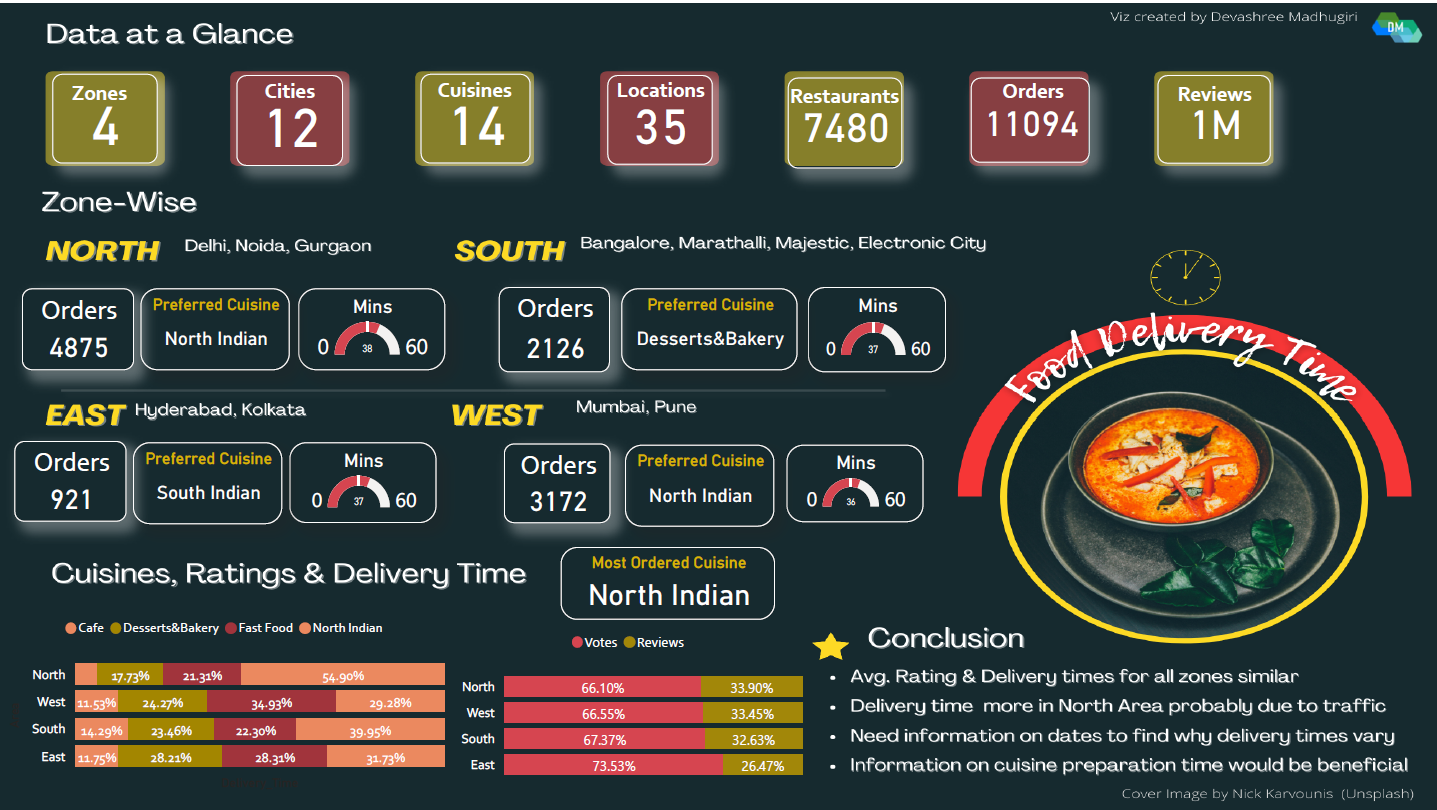 Viz created by Devashree Madhugiri
DM
Data at a Glance
Zones
4
Cities
12
Cuisines
14
Locations
35
Restaurants
7480
Orders
11094
Reviews
1M
Zone-Wise
NORTH Delhi, Noida, Gurgaon
Orders
4875
Preferred Cuisine
North Indian
Mins
0 38 60
SOUTH Bangalore, Marathalli, Majestic, Electronic City
Orders
2126
Preferred Cuisine
Desserts&Bakery
Mins
0 37 60
EAST Hyderabad, Kolkata
Orders
921
Preferred Cuisine
South Indian
Mins
0 37 60
WEST Mumbai, Pune
Orders
3172
Preferred Cuisine
North Indian
Mins
0 36 60
Food Delivery Time
Cuisines, Ratings & Delivery Time
Most Ordered Cuisine
North Indian
Cafe Desserts&Bakery Fast Food North Indian
North 17.73% 21.31% 54.90%
West 11.53% 24.27% 34.93% 29.28%
South 14.29% 23.46% 22.30% 39.95%
East 11.75% 28.21% 28.31% 31.73%
Votes Reviews
North 66.10% 33.90%
West 66.55% 33.45%
South 67.37% 32.63%
East 73.53% 26.47%
Conclusion
• Avg. Rating & Delivery times for all zones similar
• Delivery time more in North Area probably due to traffic
• Need information on dates to find why delivery times vary
• Information on cuisine preparation time would be beneficial
Cover Image by Nick Karvounis (Unsplash)